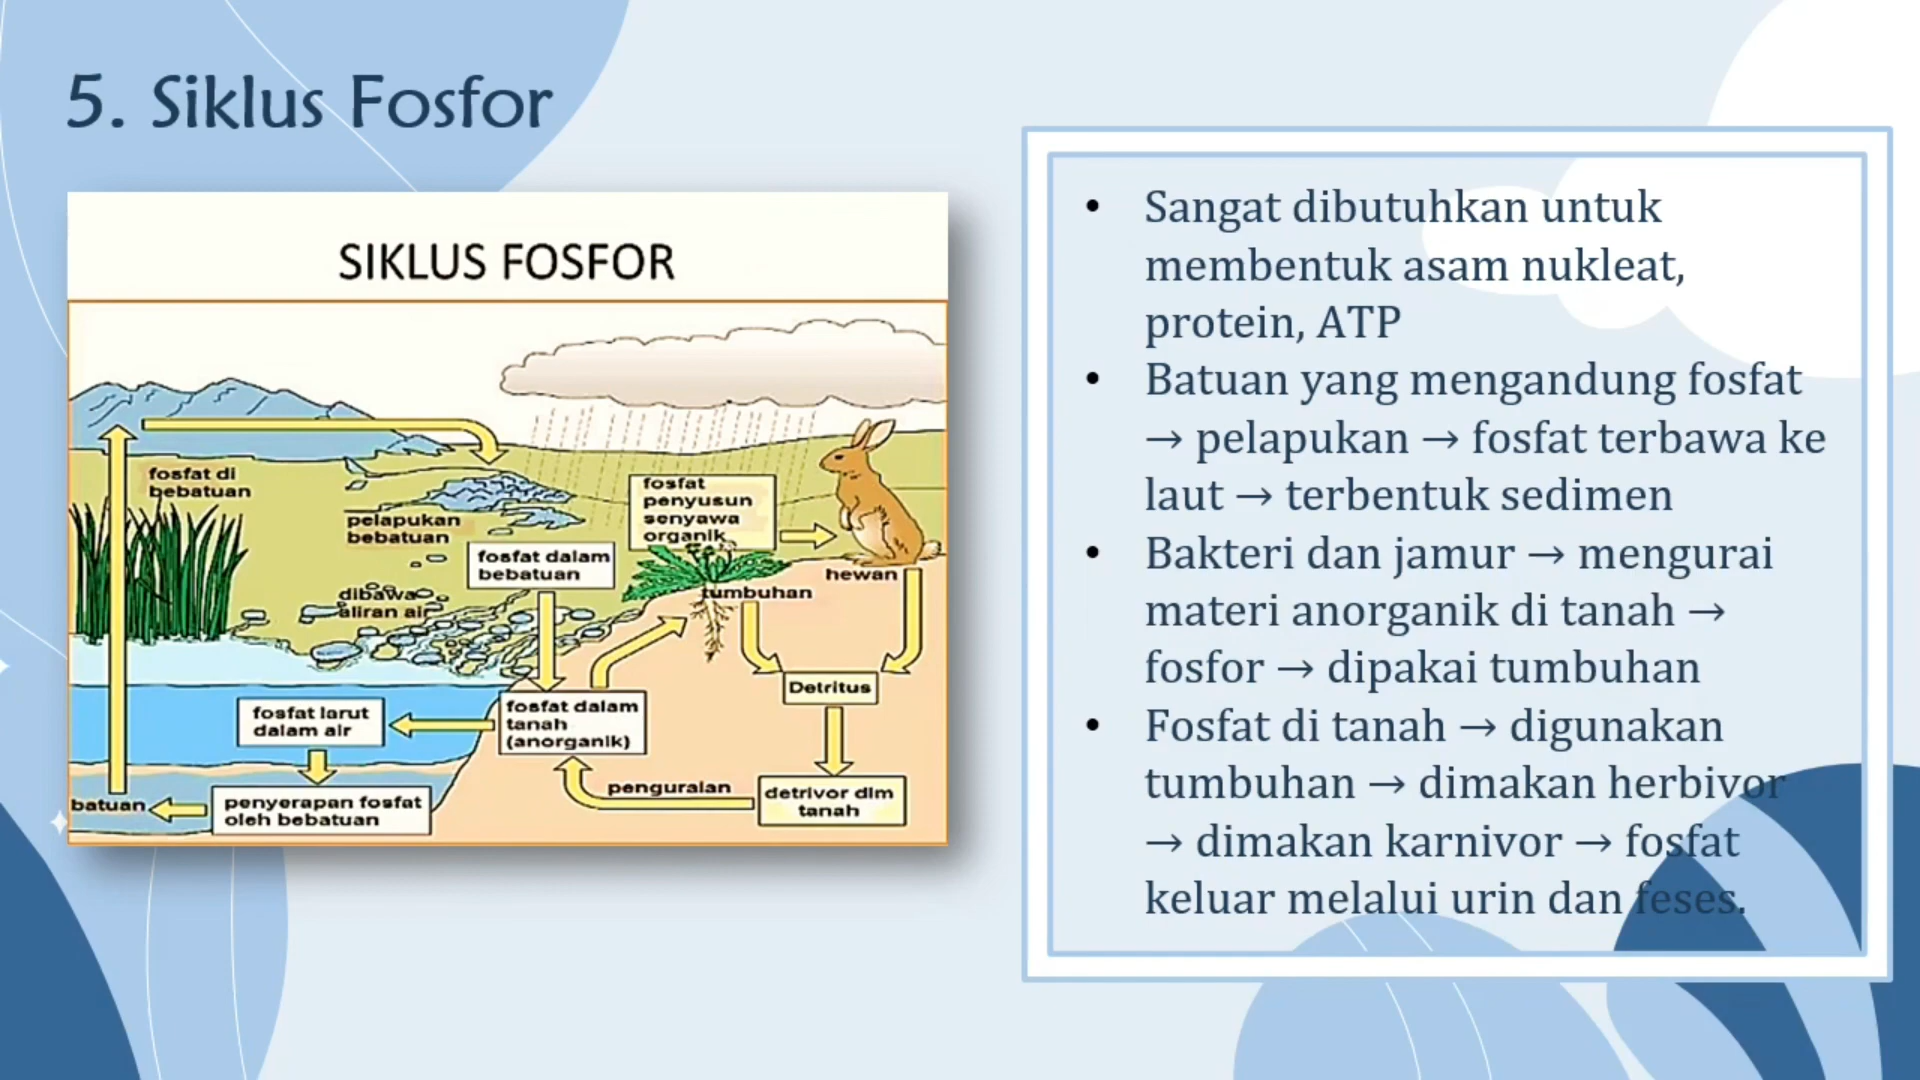 5. Siklus Fosfor
SIKLUS FOSFOR
fosfat di
bebatuan
pelapukan
bebatuan
dibawa
aliran air
fosfat dalam
bebatuan
fosfat
penyusun
senyawa
organik
hewan
tumbuhan
Detritus
fosfat dalam
tanah
(anorganik)
fosfat larut
dalam air
penguraian
detrivor dlm
tanah
batuan
penyerapan fosfat
oleh bebatuan
• Sangat dibutuhkan untuk
membentuk asam nukleat,
protein, ATP
• Batuan yang mengandung fosfat
→ pelapukan → fosfat terbawa ke
laut → terbentuk sedimen
• Bakteri dan jamur → mengurai
materi anorganik di tanah →
fosfor → dipakai tumbuhan
• Fosfat di tanah → digunakan
tumbuhan → dimakan herbivor
→ dimakan karnivor → fosfat
keluar melalui urin dan feses.